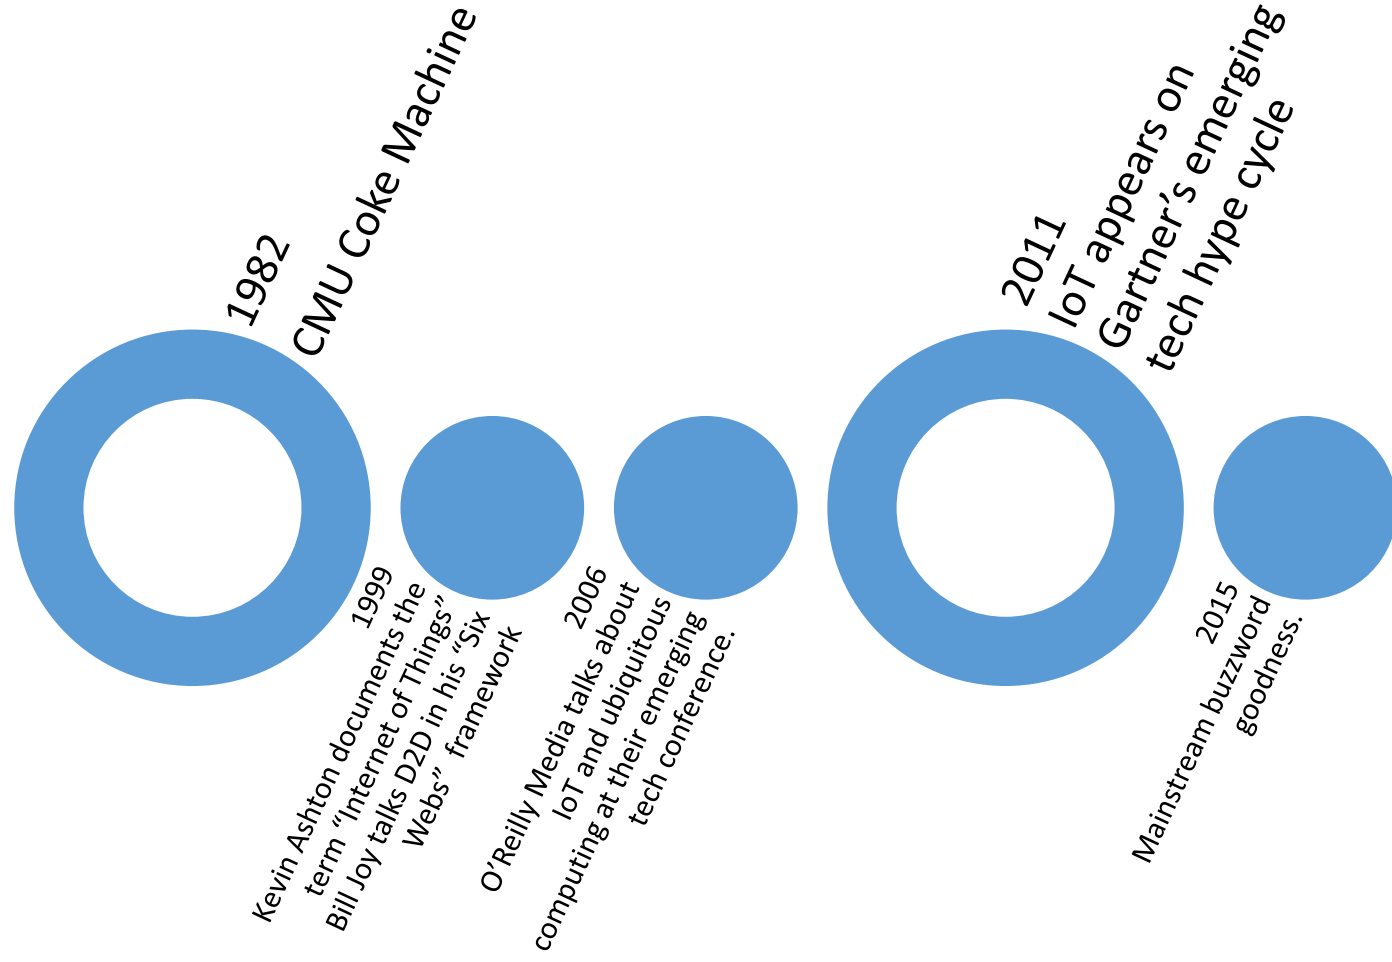 1982
CMU Coke Machine
1999
Kevin Ashton documents the
term “Internet of Things”
Bill Joy talks D2D in his “Six
Webs” framework
2006
O’Reilly Media talks about
IoT and ubiquitous
computing at their emerging
tech conference.
2011
IoT appears on
Gartner’s emerging
tech hype cycle
2015
Mainstream buzzword
goodness.